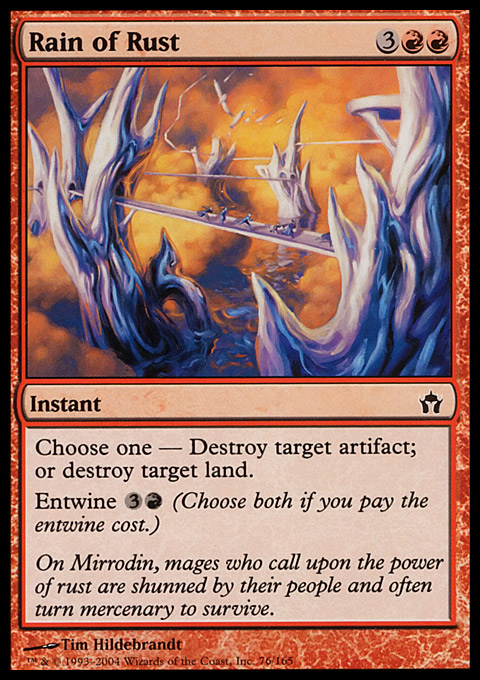 Rain of Rust
3
Instant
Choose one — Destroy target artifact;
or destroy target land.
Entwine 3 (Choose both if you pay the
entwine cost.)
On Mirrodin, mages who call upon the power
of rust are shunned by their people and often
turn mercenary to survive.
Tim Hildebrandt
™ & © 1993-2004 Wizards of the Coast, Inc. 76/165